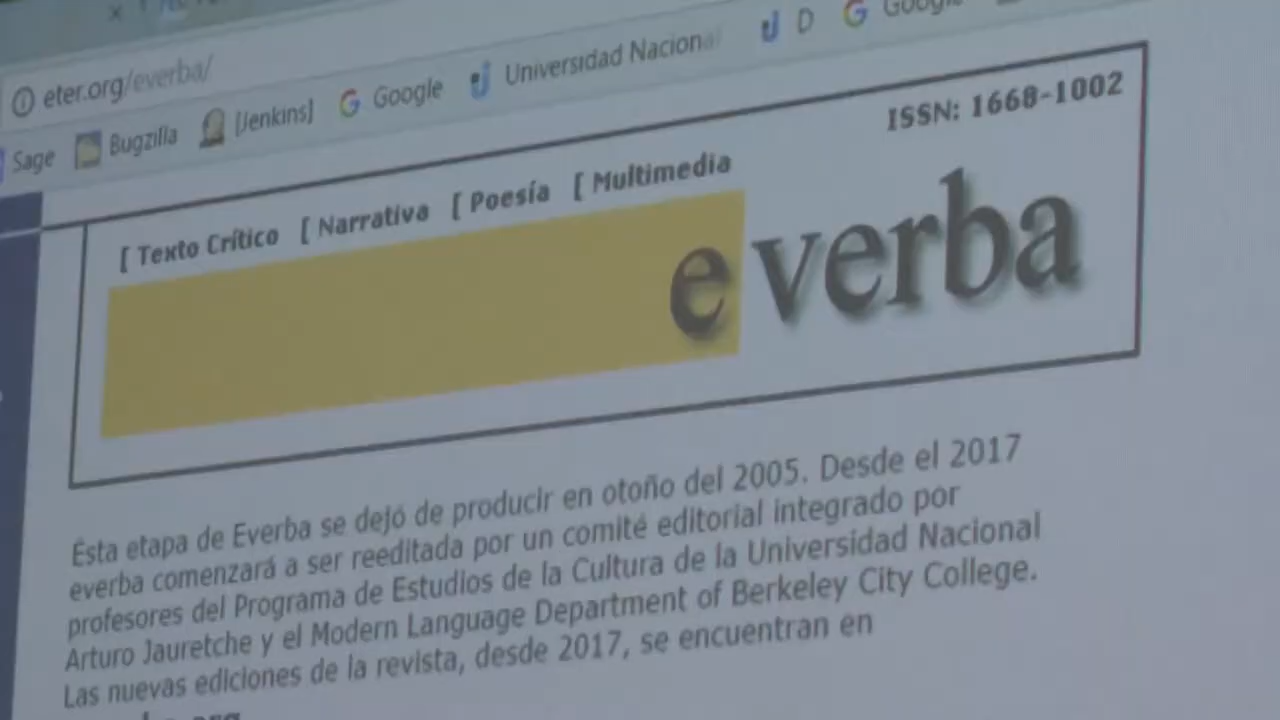 eter.org/everba/
Sage Bugzilla [Jenkins] Google Universidad Nacional D Google
ISSN: 1668-1002
[ Texto Crítico [ Narrativa [ Poesía [ Multimedia
everba
Esta etapa de Everba se dejó de producir en otoño del 2005. Desde el 2017
everba comenzará a ser reeditada por un comité editorial integrado por
profesores del Programa de Estudios de la Cultura de la Universidad Nacional
Arturo Jauretche y el Modern Language Department of Berkeley City College.
Las nuevas ediciones de la revista, desde 2017, se encuentran en